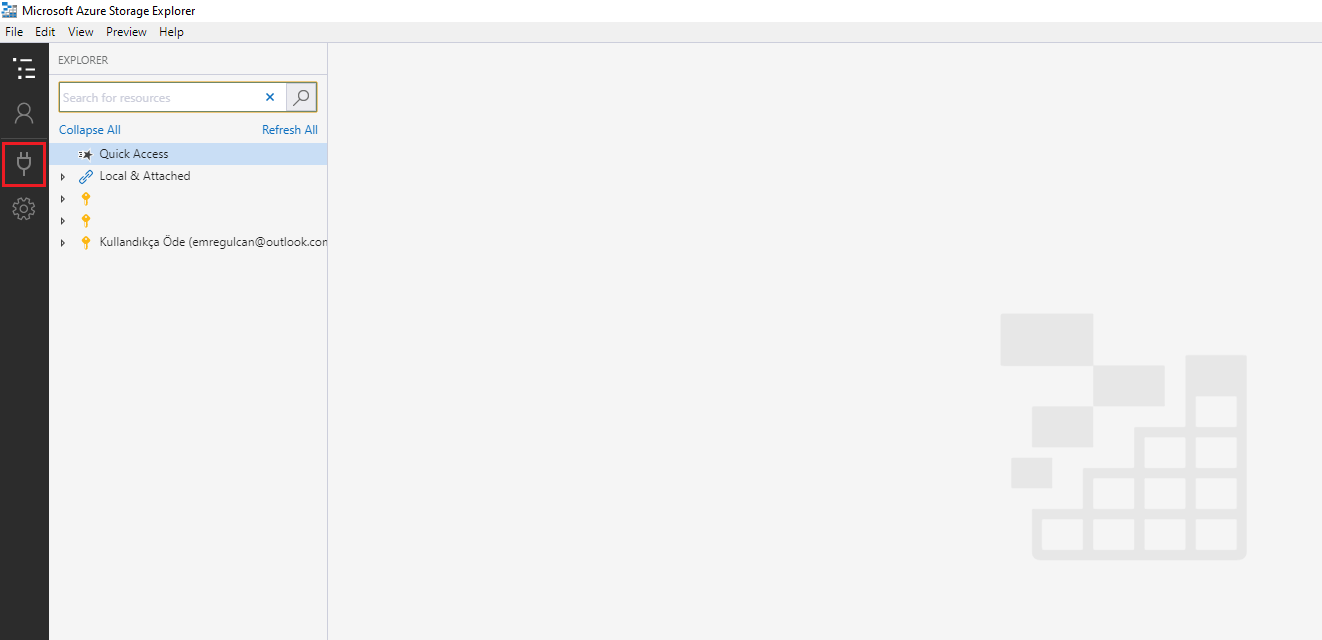 Microsoft Azure Storage Explorer
File Edit View Preview Help
EXPLORER
Search for resources
Collapse All Refresh All
Quick Access
Local & Attached
Kullandıkça Öde (emregulcan@outlook.com